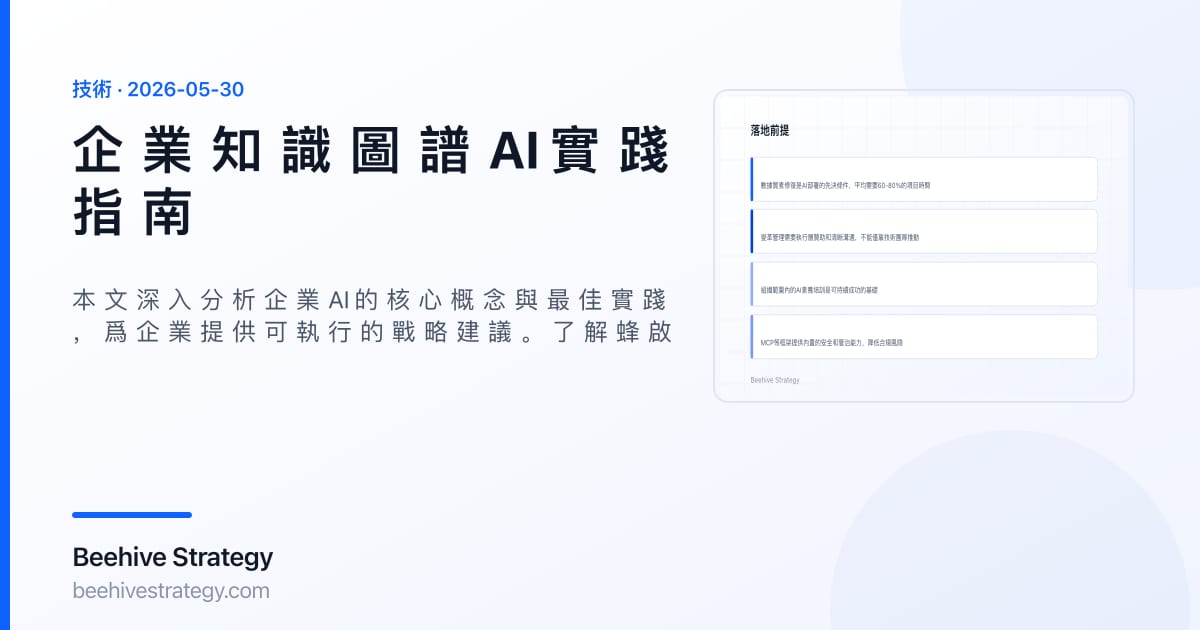 技術 · 2026-05-30
企業知識圖譜AI實踐
指南
本文深入分析企業AI的核心概念與最佳實踐
，爲企業提供可執行的戰略建議。了解蜂啟
Beehive Strategy
beehivestrategy.com
落地前提
數據質素修復是AI部署的先決條件，平均需要60-80%的項目時間
變革管理需要執行層贊助和清晰溝通，不能僅靠技術團隊推動
組織範圍內的AI素養培訓是可持續成功的基礎
MCP等框架提供內置的安全和管治能力，降低合規風險
Beehive Strategy